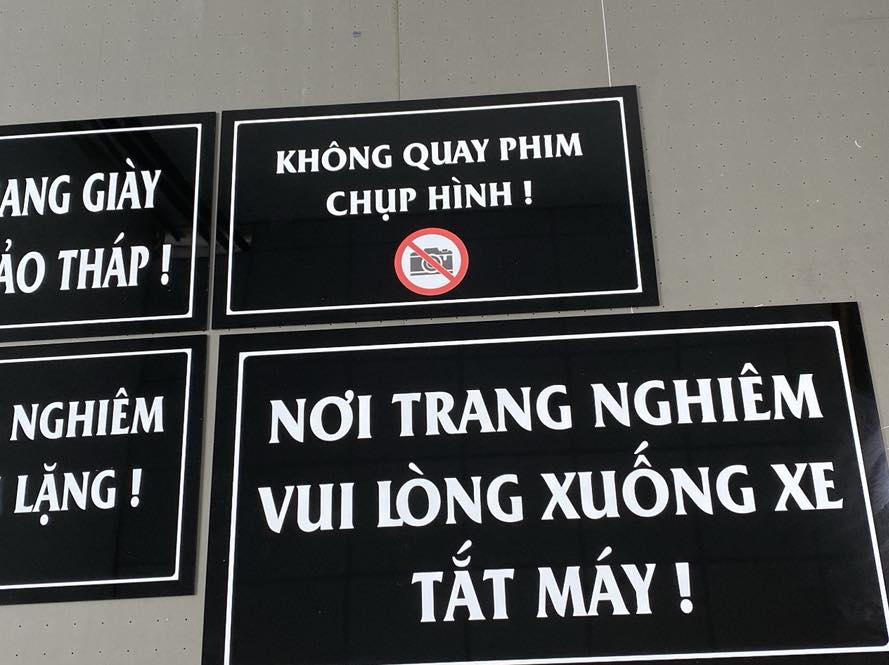 ANG GIÀY
ẢO THÁP !
KHÔNG QUAY PHIM
CHỤP HÌNH !
NGHIÊM
LẶNG !
NƠI TRANG NGHIÊM
VUI LÒNG XUỐNG XE
TẮT MÁY !